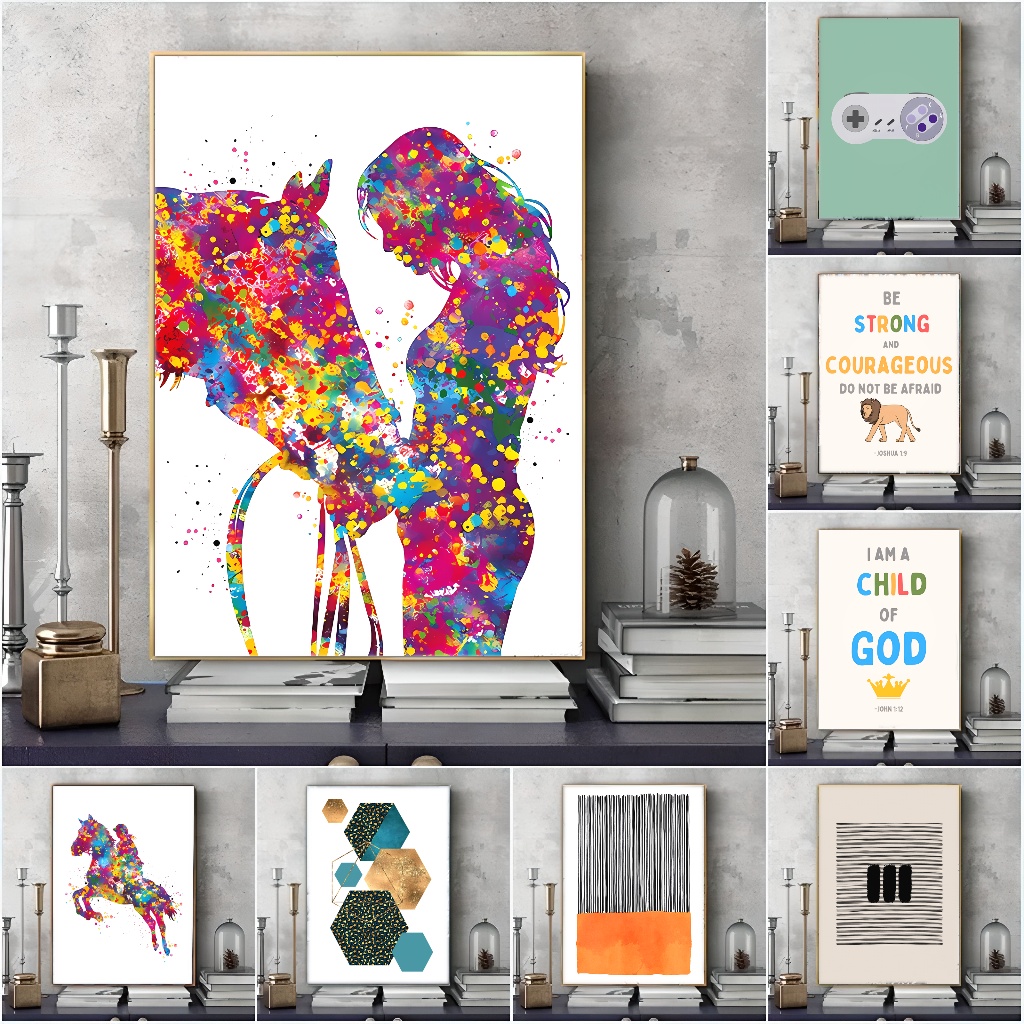 BE
STRONG
AND
COURAGEOUS
DO NOT BE AFRAID
- JOSHUA 1:9
I AM A
CHILD
OF
GOD
- JOHN 1:12